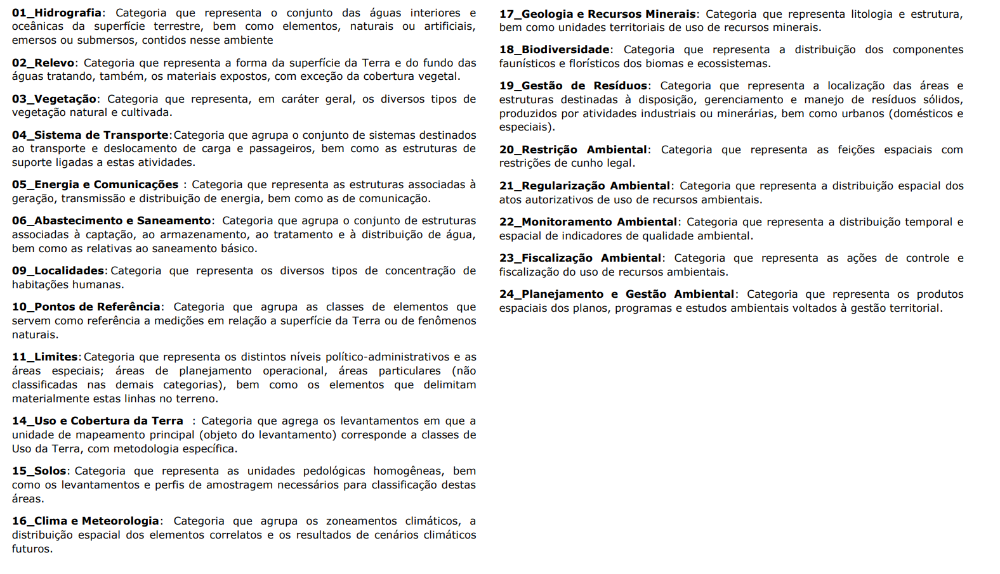 01_Hidrografia: Categoria que representa o conjunto das águas interiores e
oceânicas da superfície terrestre, bem como elementos, naturais ou artificiais,
emersos ou submersos, contidos nesse ambiente
02_Relevo: Categoria que representa a forma da superfície da Terra e do fundo das
águas tratando, também, os materiais expostos, com exceção da cobertura vegetal.
03_Vegetação: Categoria que representa, em caráter geral, os diversos tipos de
vegetação natural e cultivada.
04_Sistema de Transporte: Categoria que agrupa o conjunto de sistemas destinados
ao transporte e deslocamento de carga e passageiros, bem como as estruturas de
suporte ligadas a estas atividades.
05_Energia e Comunicações : Categoria que representa as estruturas associadas à
geração, transmissão e distribuição de energia, bem como as de comunicação.
06_Abastecimento e Saneamento: Categoria que agrupa o conjunto de estruturas
associadas à captação, ao armazenamento, ao tratamento e à distribuição de água,
bem como as relativas ao saneamento básico.
09_Localidades: Categoria que representa os diversos tipos de concentração de
habitações humanas.
10_Pontos de Referência: Categoria que agrupa as classes de elementos que
servem como referência a medições em relação a superfície da Terra ou de fenômenos
naturais.
11_Limites: Categoria que representa os distintos níveis político-administrativos e as
áreas especiais; áreas de planejamento operacional, áreas particulares (não
classificadas nas demais categorias), bem como os elementos que delimitam
materialmente estas linhas no terreno.
14_Uso e Cobertura da Terra : Categoria que agrega os levantamentos em que a
unidade de mapeamento principal (objeto do levantamento) corresponde a classes de
Uso da Terra, com metodologia específica.
15_Solos: Categoria que representa as unidades pedológicas homogêneas, bem
como os levantamentos e perfis de amostragem necessários para classificação destas
áreas.
16_Clima e Meteorologia: Categoria que agrupa os zoneamentos climáticos, a
distribuição espacial dos elementos correlatos e os resultados de cenários climáticos
futuros.
17_Geologia e Recursos Minerais: Categoria que representa litologia e estrutura,
bem como unidades territoriais de uso de recursos minerais.
18_Biodiversidade: Categoria que representa a distribuição dos componentes
faunísticos e florísticos dos biomas e ecossistemas.
19_Gestão de Resíduos: Categoria que representa a localização das áreas e
estruturas destinadas à disposição, gerenciamento e manejo de resíduos sólidos,
produzidos por atividades industriais ou minerárias, bem como urbanos (domésticos e
especiais).
20_Restrição Ambiental: Categoria que representa as feições espaciais com
restrições de cunho legal.
21_Regularização Ambiental: Categoria que representa a distribuição espacial dos
atos autorizativos de uso de recursos ambientais.
22_Monitoramento Ambiental: Categoria que representa a distribuição temporal e
espacial de indicadores de qualidade ambiental.
23_Fiscalização Ambiental: Categoria que representa as ações de controle e
fiscalização do uso de recursos ambientais.
24_Planejamento e Gestão Ambiental: Categoria que representa os produtos
espaciais dos planos, programas e estudos ambientais voltados à gestão territorial.